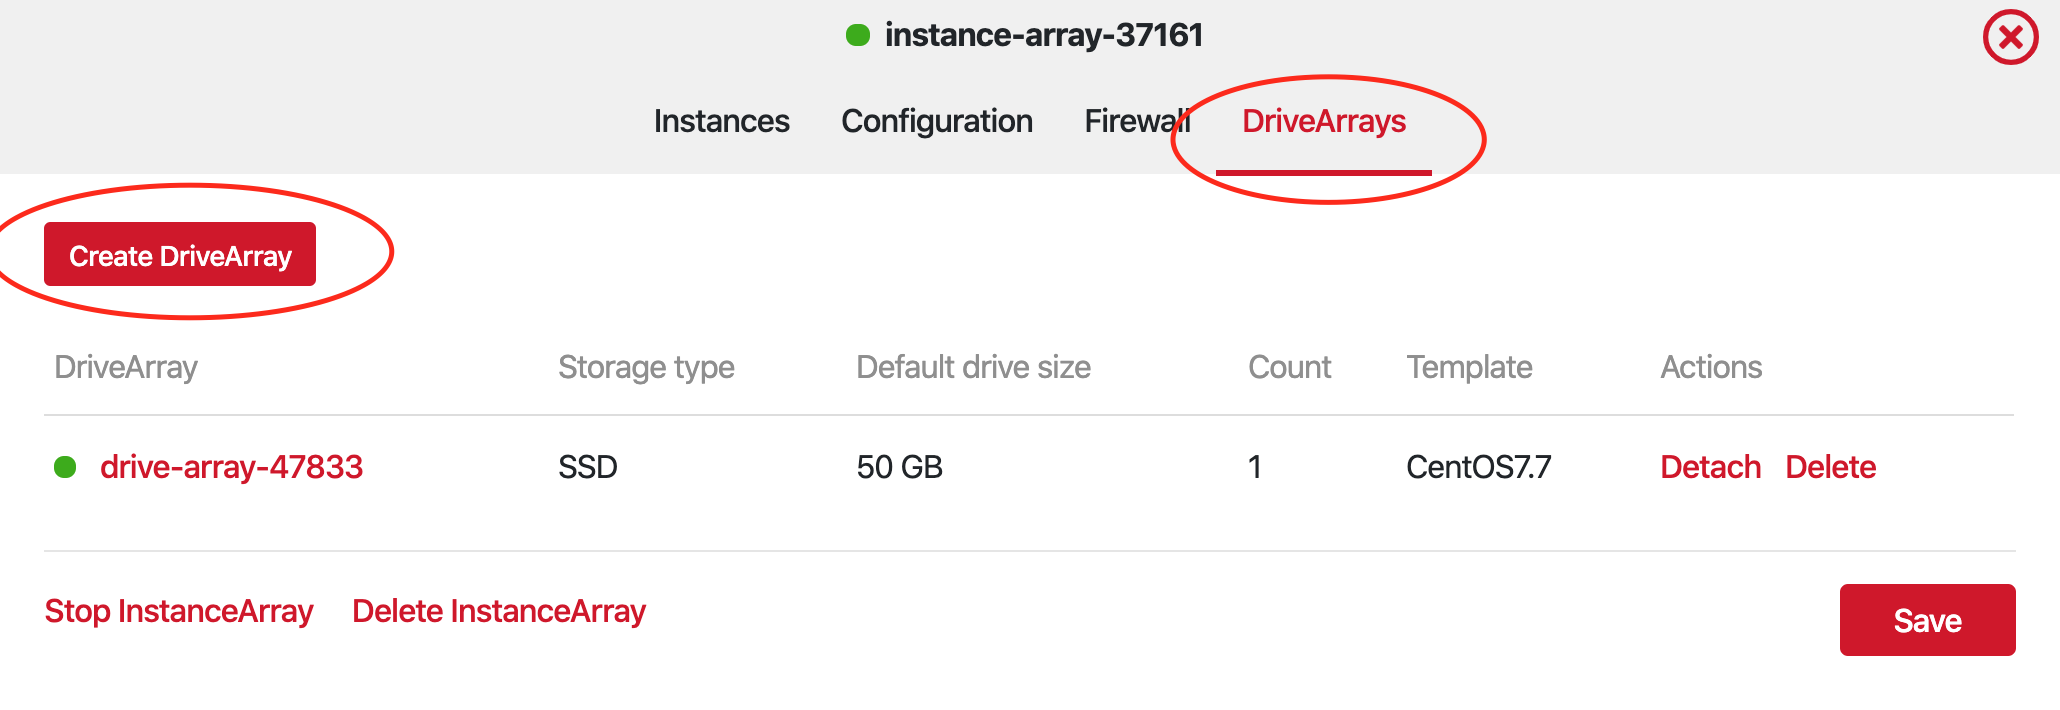 instance-array-37161
Instances Configuration Firewall DriveArrays
Create DriveArray
DriveArray Storage type Default drive size Count Template Actions
drive-array-47833 SSD 50 GB 1 CentOS7.7 Detach Delete
Stop InstanceArray Delete InstanceArray Save